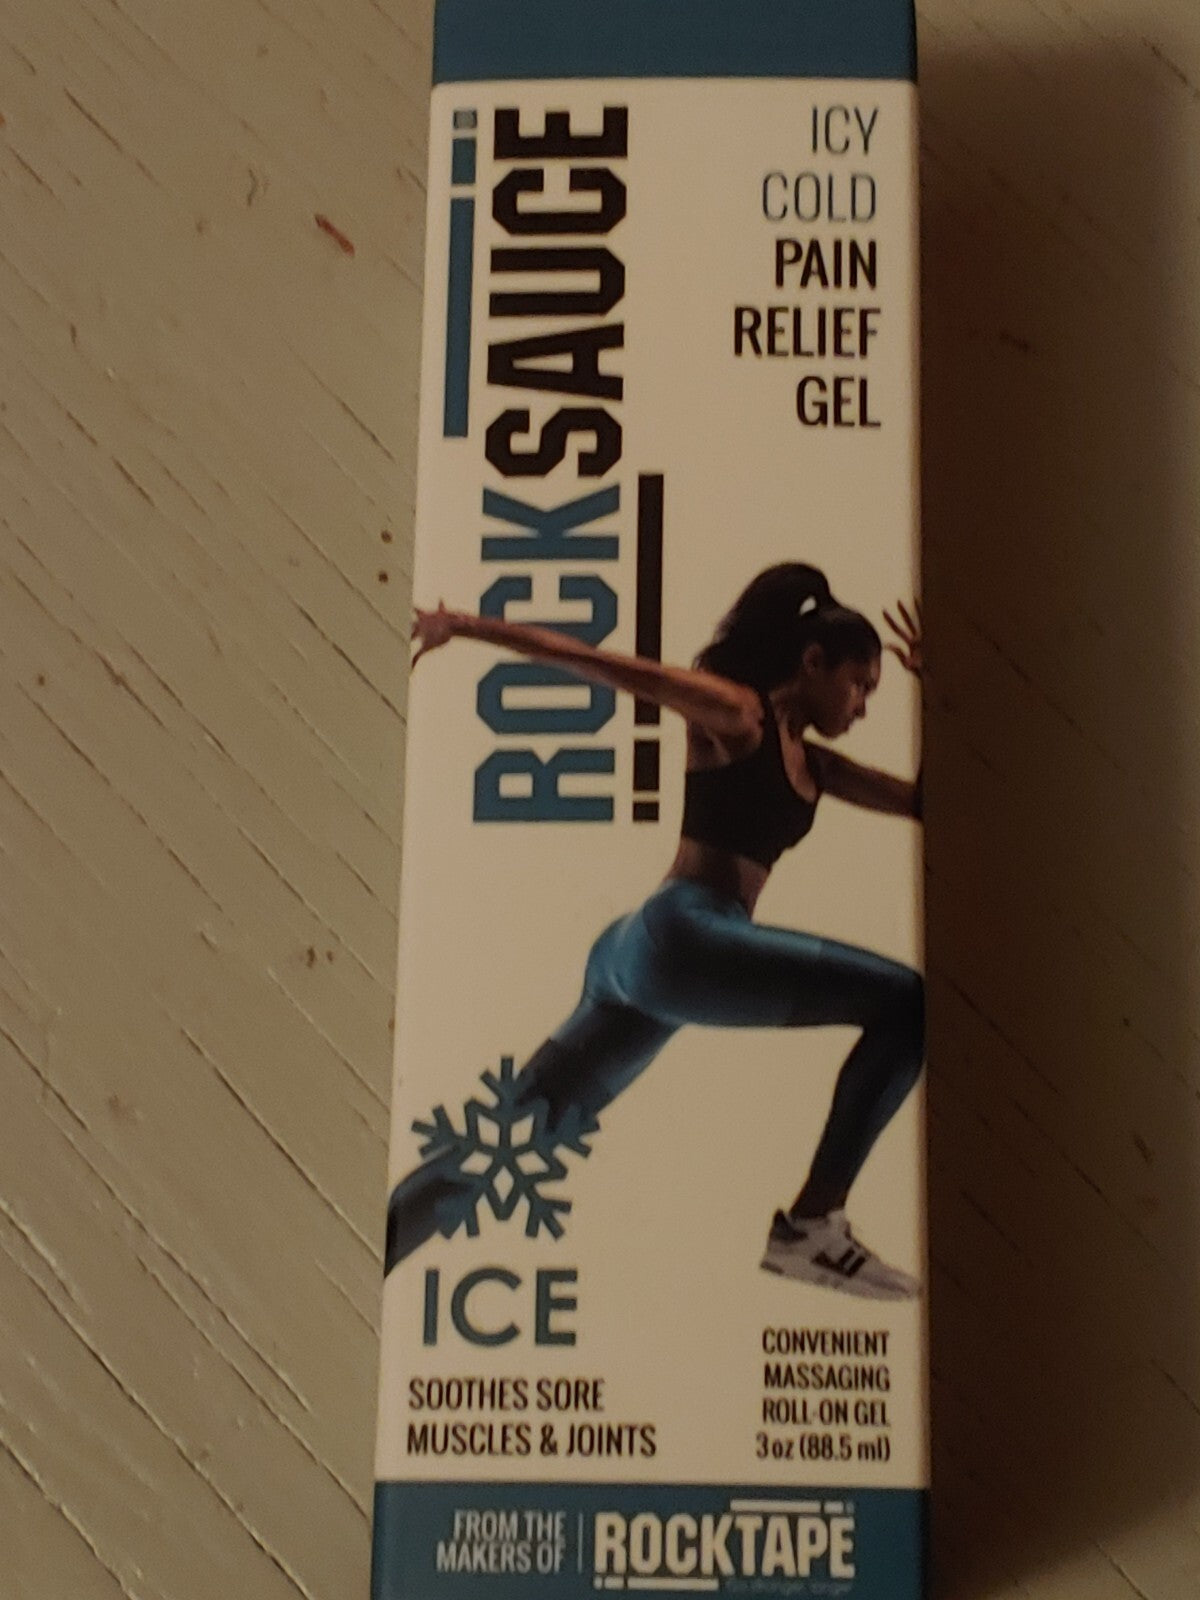 ROCKSAUCE
ICY
COLD
PAIN
RELIEF
GEL
ICE
SOOTHES SORE
MUSCLES & JOINTS
CONVENIENT
MASSAGING
ROLL-ON GEL
3 oz (88.5 ml)
FROM THE
MAKERS OF
ROCKTAPE